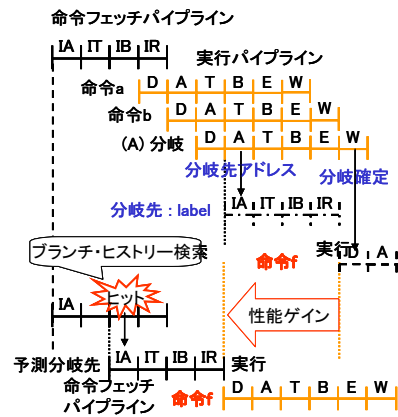 命令フェッチパイプライン
IA IT IB IR
実行パイプライン
命令a D A T B E W
命令b D A T B E W
(A) 分岐 D A T B E W
分岐先アドレス
分岐確定
分岐先 : label IA IT IB IR
ブランチ・ヒストリー検索
命令f 実行 D A
ヒット
IA
性能ゲイン
予測分岐先 IA IT IB IR 実行
命令フェッチ
パイプライン
命令f D A T B E W